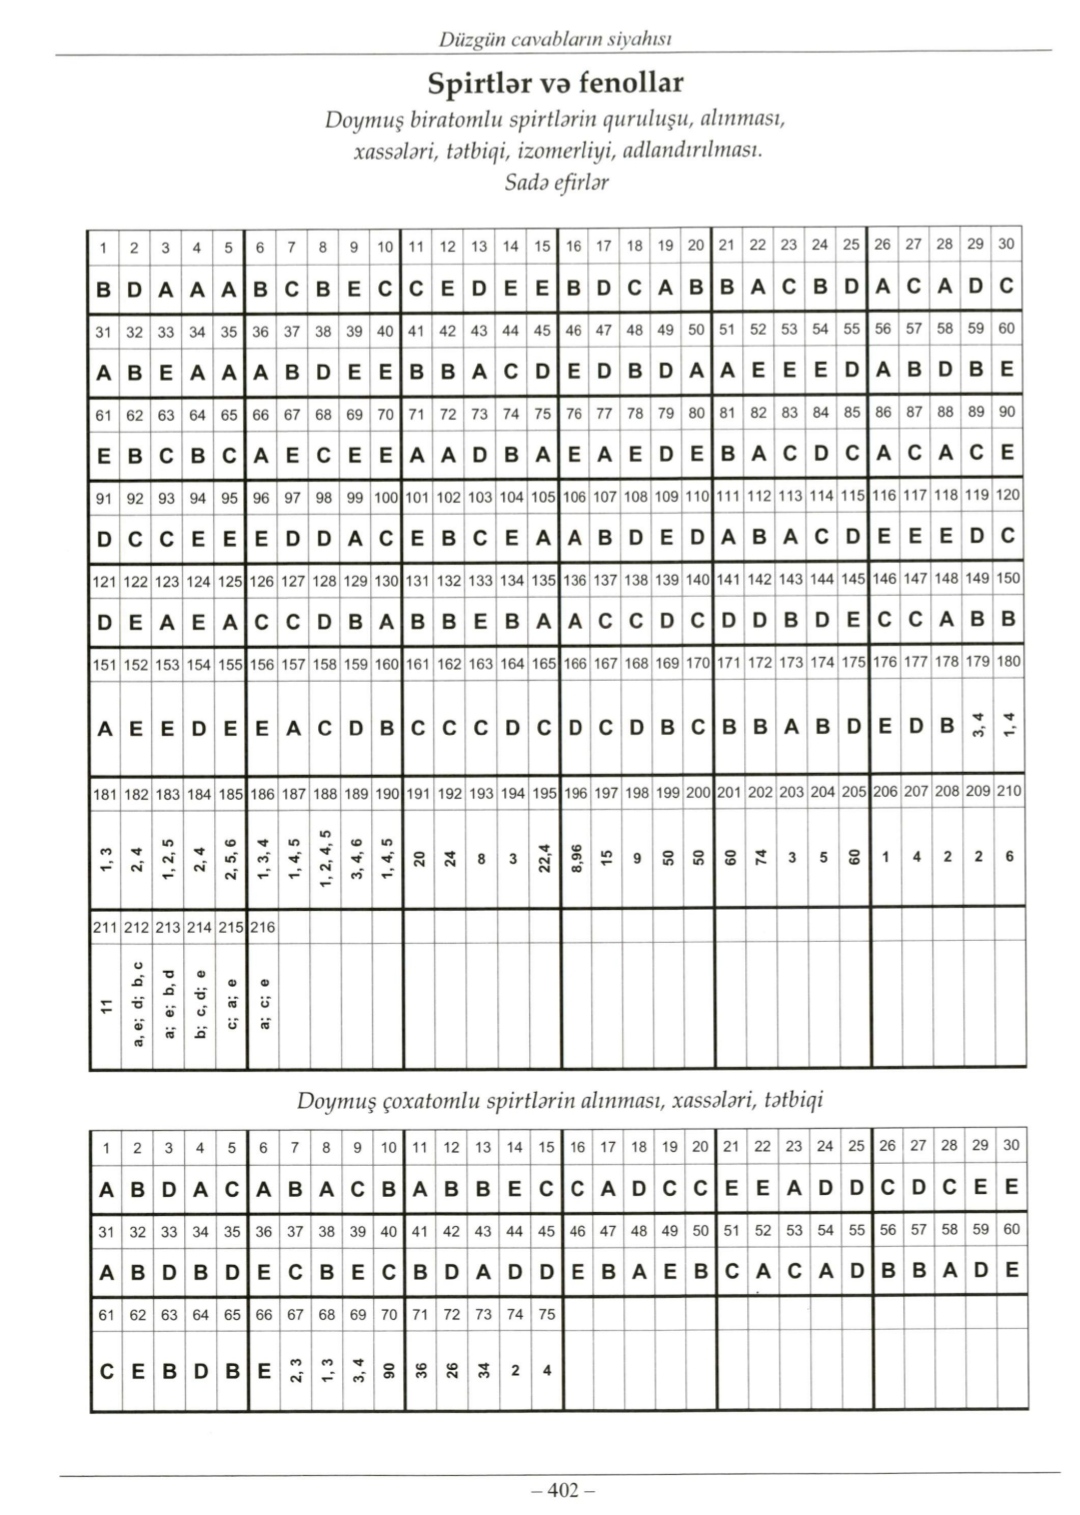 Düzgün cavabların siyahısı
Spirtlər və fenollar
Doymuş biratomlu spirtlərin quruluşu, alınması,
xassələri, tətbiqi, izomerliyi, adlandırılması.
Sadə efirlər
1 2 3 4 5 6 7 8 9 10 11 12 13 14 15 16 17 18 19 20 21 22 23 24 25 26 27 28 29 30
B D A A A B C B E C C E D E E B D C A B B A C B D A C A D C
31 32 33 34 35 36 37 38 39 40 41 42 43 44 45 46 47 48 49 50 51 52 53 54 55 56 57 58 59 60
A B E A A A B D E E B B A C D E D B D A A E E E D A B D B E
61 62 63 64 65 66 67 68 69 70 71 72 73 74 75 76 77 78 79 80 81 82 83 84 85 86 87 88 89 90
E B C B C A E C E E A A D B A E A E D E B A C D C A C A C E
91 92 93 94 95 96 97 98 99 100 101 102 103 104 105 106 107 108 109 110 111 112 113 114 115 116 117 118 119 120
D C C E E E D D A C E B C E A A B D E D A B A C D E E E D C
121 122 123 124 125 126 127 128 129 130 131 132 133 134 135 136 137 138 139 140 141 142 143 144 145 146 147 148 149 150
D E A E A C C D B A B B E B A A C C D C D D B D E C C A B B
151 152 153 154 155 156 157 158 159 160 161 162 163 164 165 166 167 168 169 170 171 172 173 174 175 176 177 178 179 180
A E E D E E A C D B C C C D C D C D B C B B A B D E D B 3, 4 1, 4
181 182 183 184 185 186 187 188 189 190 191 192 193 194 195 196 197 198 199 200 201 202 203 204 205 206 207 208 209 210
1, 3 2, 4 1, 2, 5 2, 4 2, 5, 6 1, 3, 4 1, 4, 5 1, 2, 4, 5 3, 4, 6 1, 4, 5 20 24 8 3 22,4 8,96 15 9 50 50 60 74 3 5 60 1 4 2 2 6
211 212 213 214 215 216
11 a, e; d; b, c a; e; b, d b; c, d; e c; a; e a; c; e
Doymuş çoxatomlu spirtlərin alınması, xassələri, tətbiqi
1 2 3 4 5 6 7 8 9 10 11 12 13 14 15 16 17 18 19 20 21 22 23 24 25 26 27 28 29 30
A B D A C A B A C B A B B E C C A D C C E E A D D C D C E E
31 32 33 34 35 36 37 38 39 40 41 42 43 44 45 46 47 48 49 50 51 52 53 54 55 56 57 58 59 60
A B D B D E C B E C B D A D D E B A E B C A C A D B B A D E
61 62 63 64 65 66 67 68 69 70 71 72 73 74 75
C E B D B E 2, 3 1, 3 3, 4 90 36 26 34 2 4
– 402 –